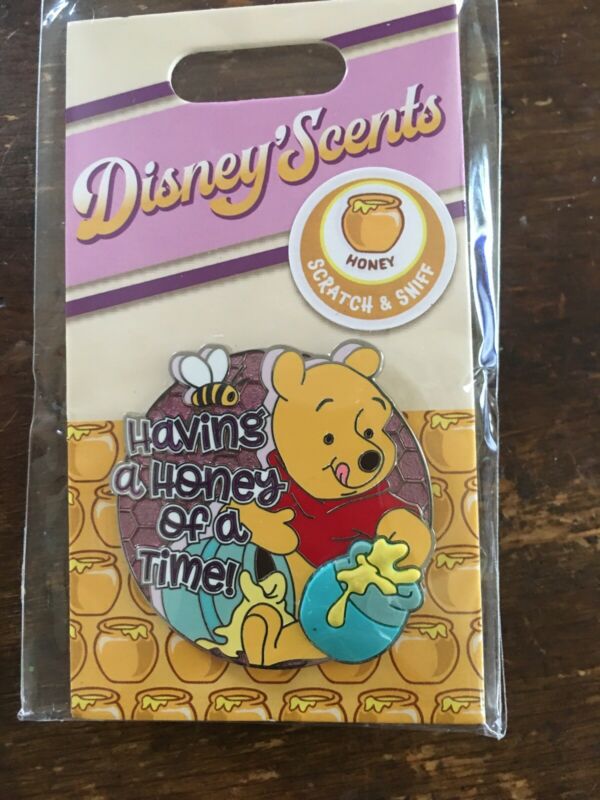 Disney'Scents
HONEY
SCRATCH & SNIFF
Having
a Honey
of a
Time!